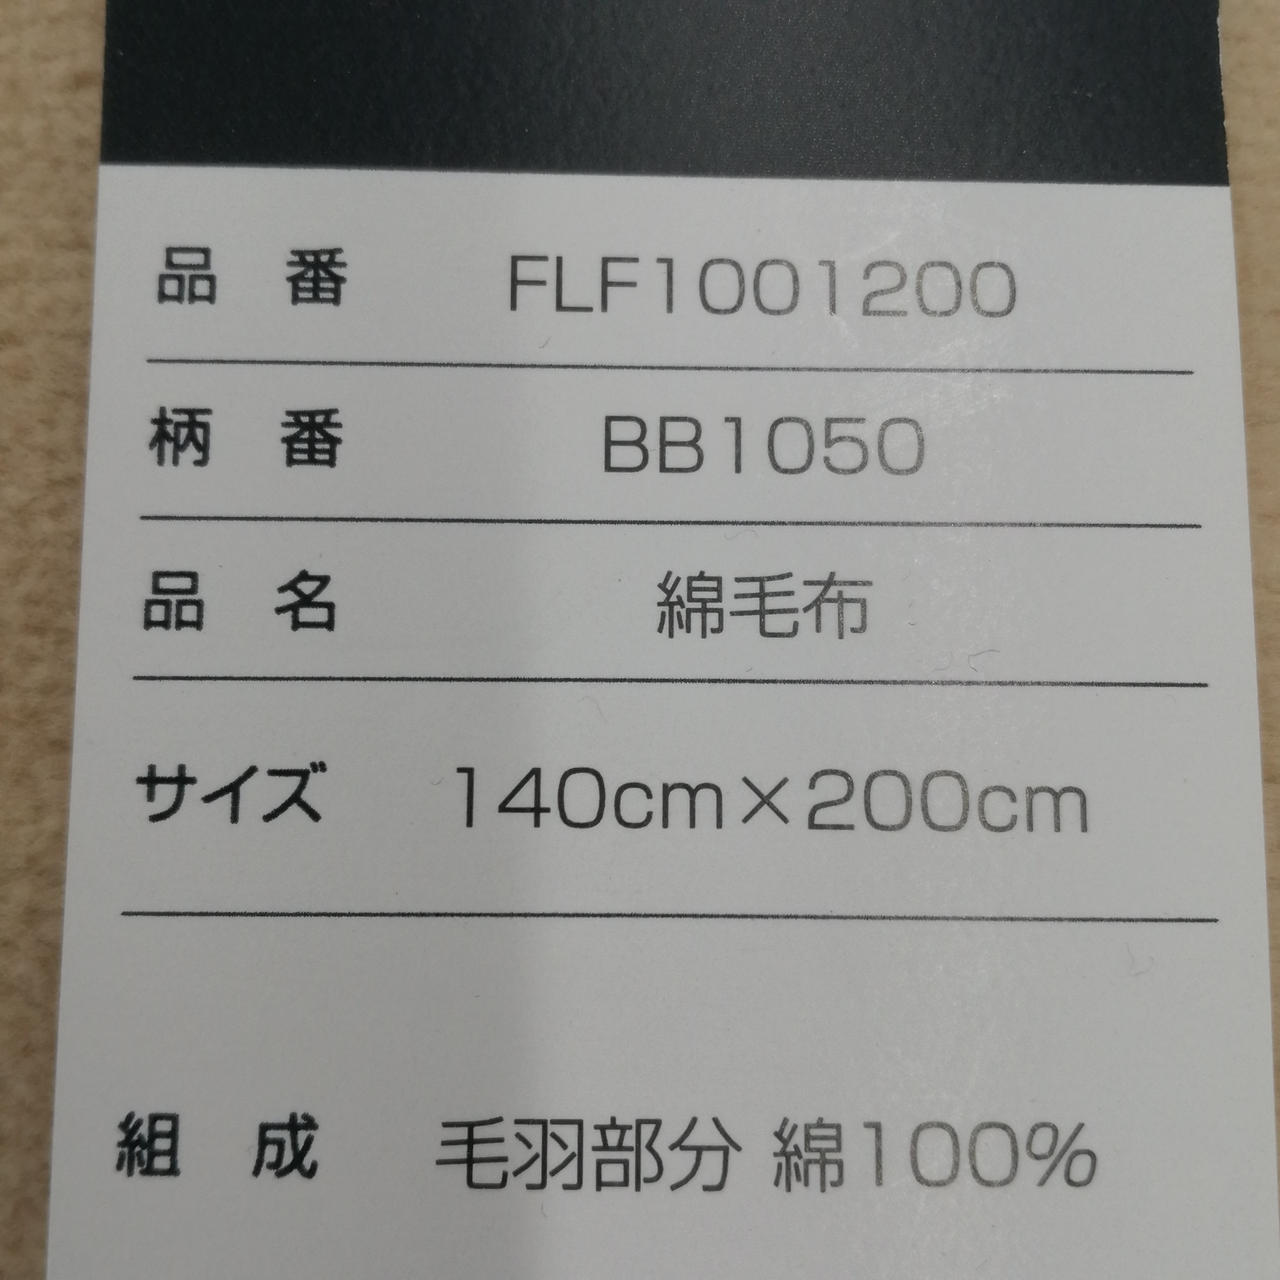 品番 FLF1001200
柄番 BB1050
品名 綿毛布
サイズ 140cm×200cm
組成 毛羽部分 綿100%